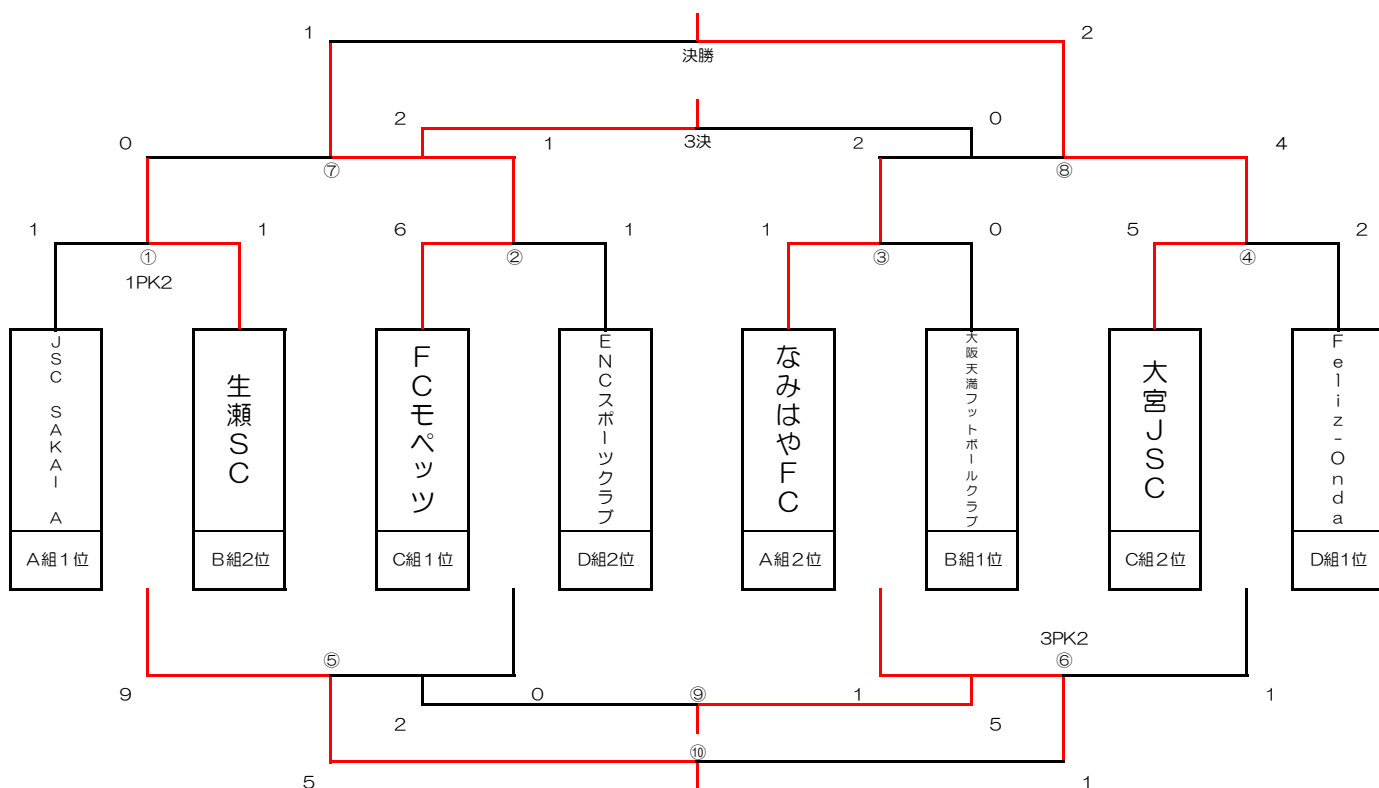 1
2
決勝
2
0
0
1
3決
2
4
⑦
⑧
1
1
6
1
1
0
5
2
①
②
③
④
1PK2
JSC SAKAI A
生瀬SC
FCモペッツ
ENCスポーツクラブ
なみはやFC
大阪天満フットボールクラブ
大宮JSC
Feliz-Onda
A組1位
B組2位
C組1位
D組2位
A組2位
B組1位
C組2位
D組1位
3PK2
⑤
⑥
9
0
⑨
1
1
2
5
⑩
5
1